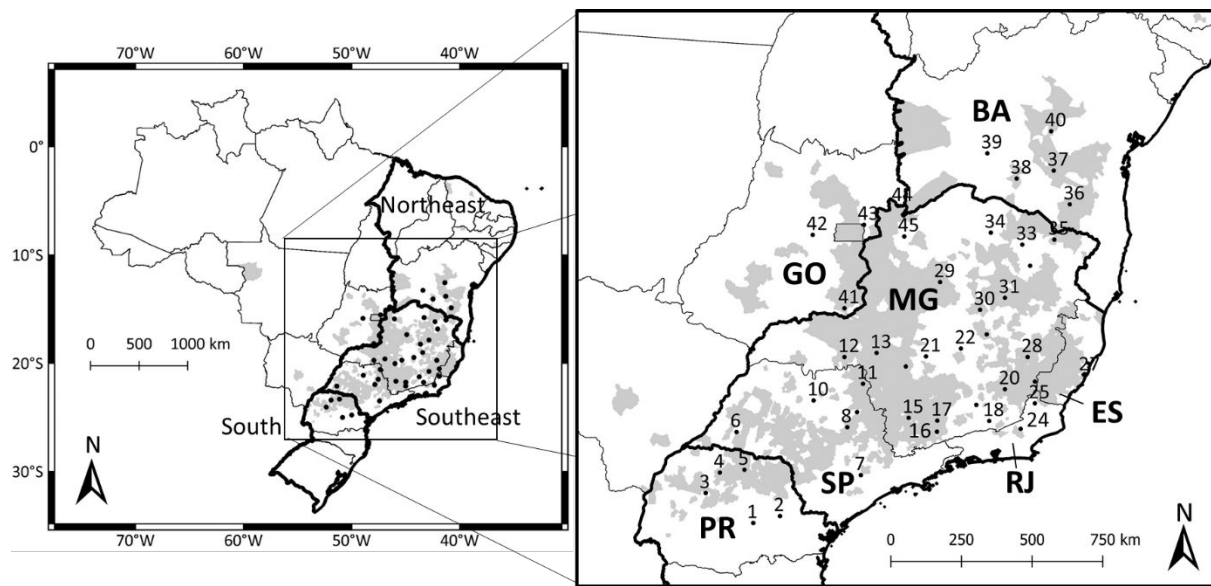 70°W 60°W 50°W 40°W
0°
10°S
20°S
30°S
0 500 1000 km
Northeast
Southeast
South
N
70°W 60°W 50°W 40°W
BA
40
39
37
38
36
44
43
42
45
34
35
33
GO
29
MG
31
41
30
12
13
21
22
28
27
11
10
20
25
ES
6
8
15
17
18
16
24
4
5
7
SP
RJ
3
PR
1
2
N
0 250 500 750 km